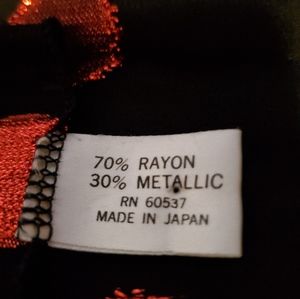 70% RAYON
30% METALLIC
RN 60537
MADE IN JAPAN